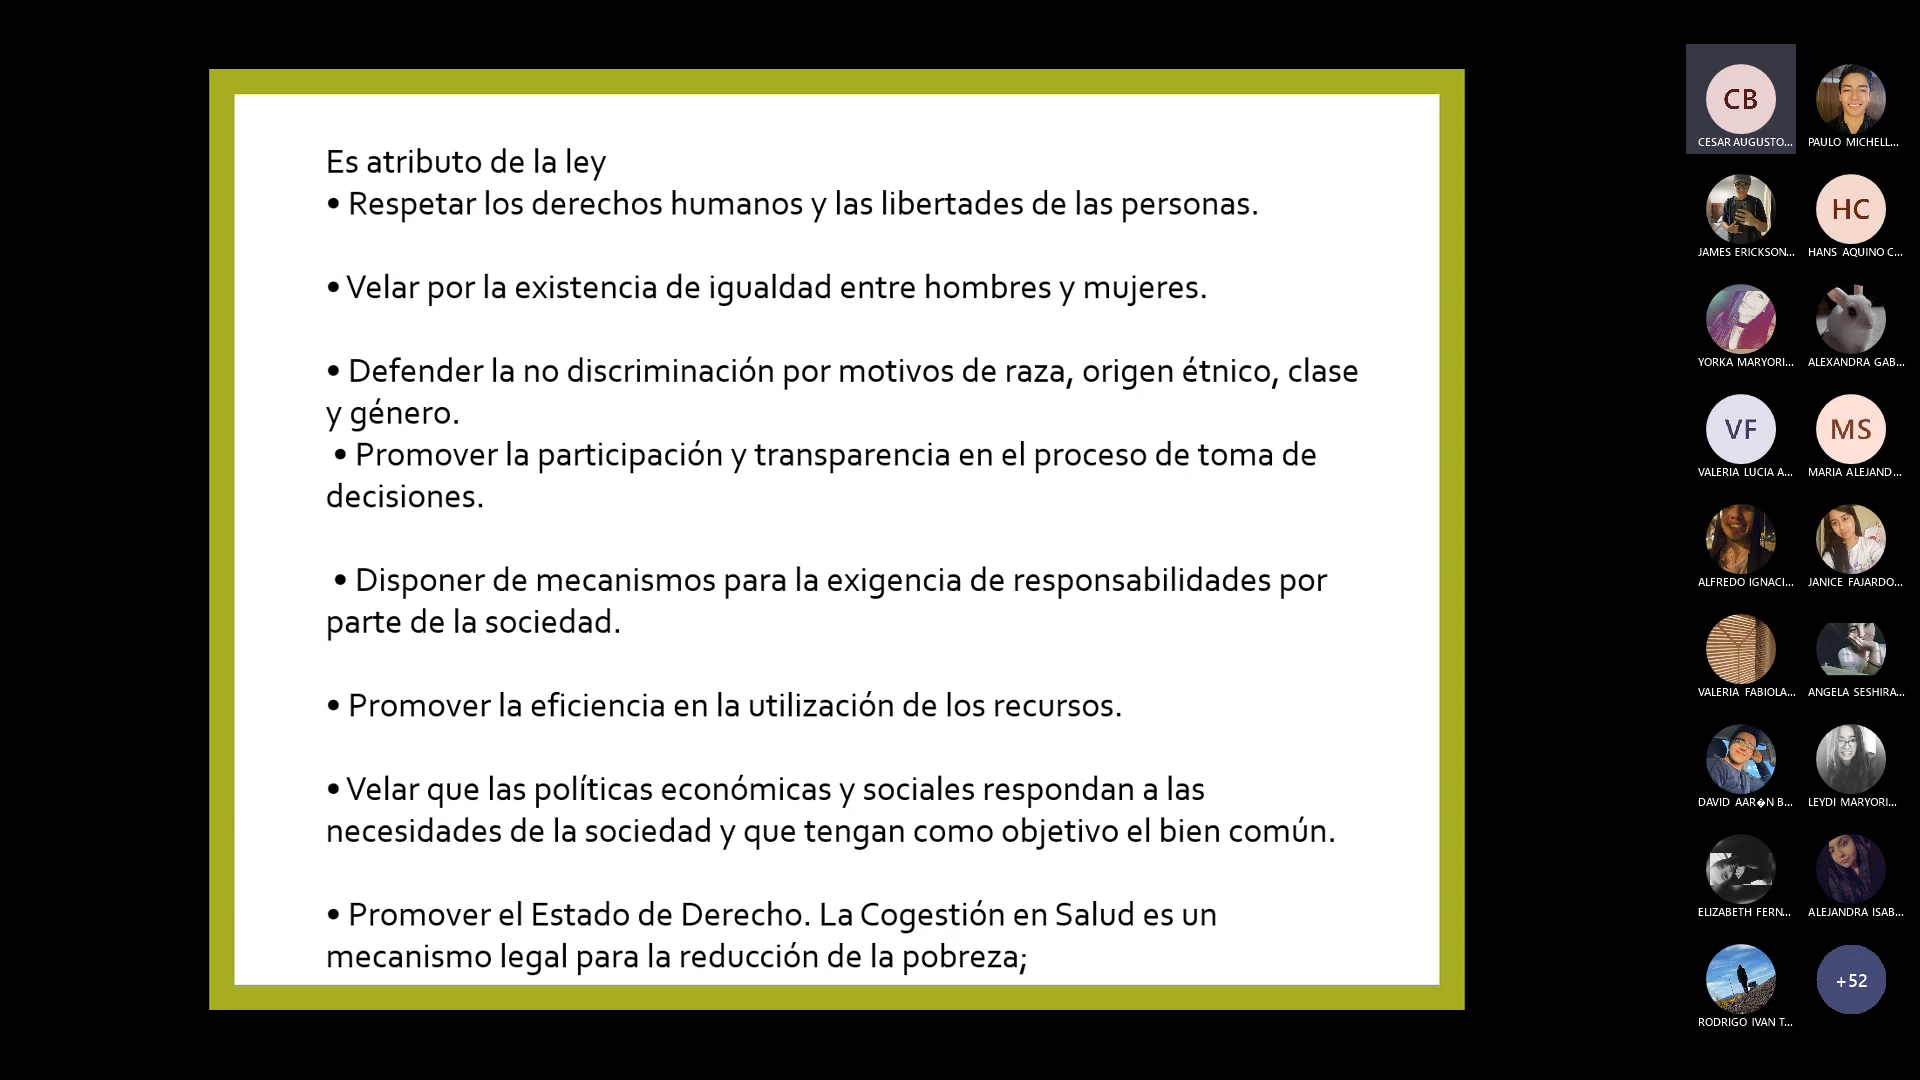 Es atributo de la ley
• Respetar los derechos humanos y las libertades de las personas.
• Velar por la existencia de igualdad entre hombres y mujeres.
• Defender la no discriminación por motivos de raza, origen étnico, clase
y género.
• Promover la participación y transparencia en el proceso de toma de
decisiones.
• Disponer de mecanismos para la exigencia de responsabilidades por
parte de la sociedad.
• Promover la eficiencia en la utilización de los recursos.
• Velar que las políticas económicas y sociales respondan a las
necesidades de la sociedad y que tengan como objetivo el bien común.
• Promover el Estado de Derecho. La Cogestión en Salud es un
mecanismo legal para la reducción de la pobreza;
CB
CESAR AUGUSTO...
PAULO MICHELL...
JAMES ERICKSON...
HC
HANS AQUINO C...
YORKA MARYORI...
ALEXANDRA GAB...
VF
VALERIA LUCIA A...
MS
MARIA ALEJAND...
ALFREDO IGNACI...
JANICE FAJARDO...
VALERIA FABIOLA...
ANGELA SESHIRA...
DAVID AAR�N B...
LEYDI MARYORI...
ELIZABETH FERN...
ALEJANDRA ISAB...
RODRIGO IVAN T...
+52